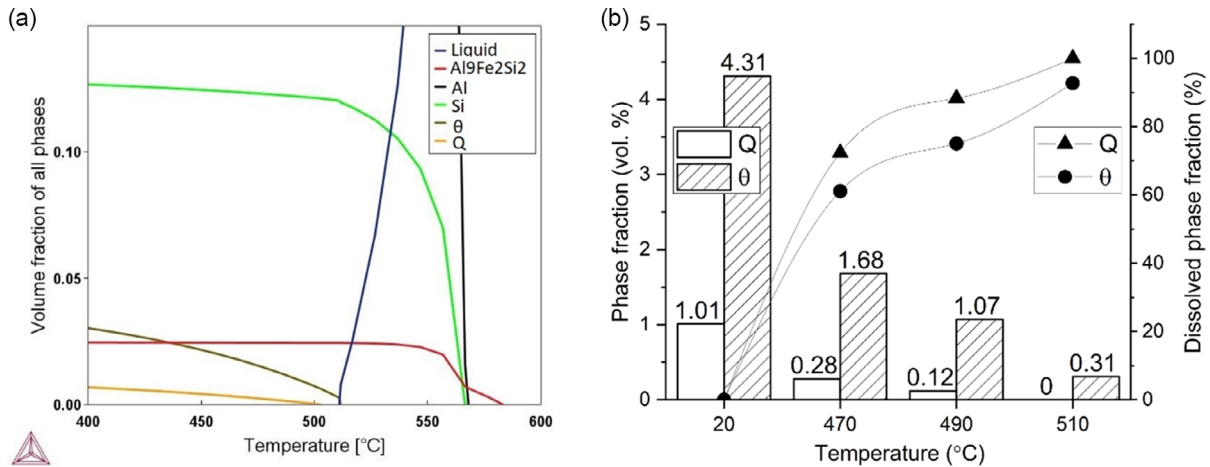 (a)
Volume fraction of all phases
0.10
0.05
0.00
400
450
500
550
600
Temperature [°C]
Liquid
Al9Fe2Si2
Al
Si
θ
Q
(b)
Phase fraction (vol. %)
5
4
3
2
1
0
Q
θ
1.01
4.31
0.28
1.68
0.12
1.07
0
0.31
20
470
490
510
Temperature (°C)
Q
θ
100
80
60
40
20
0
Dissolved phase fraction (%)